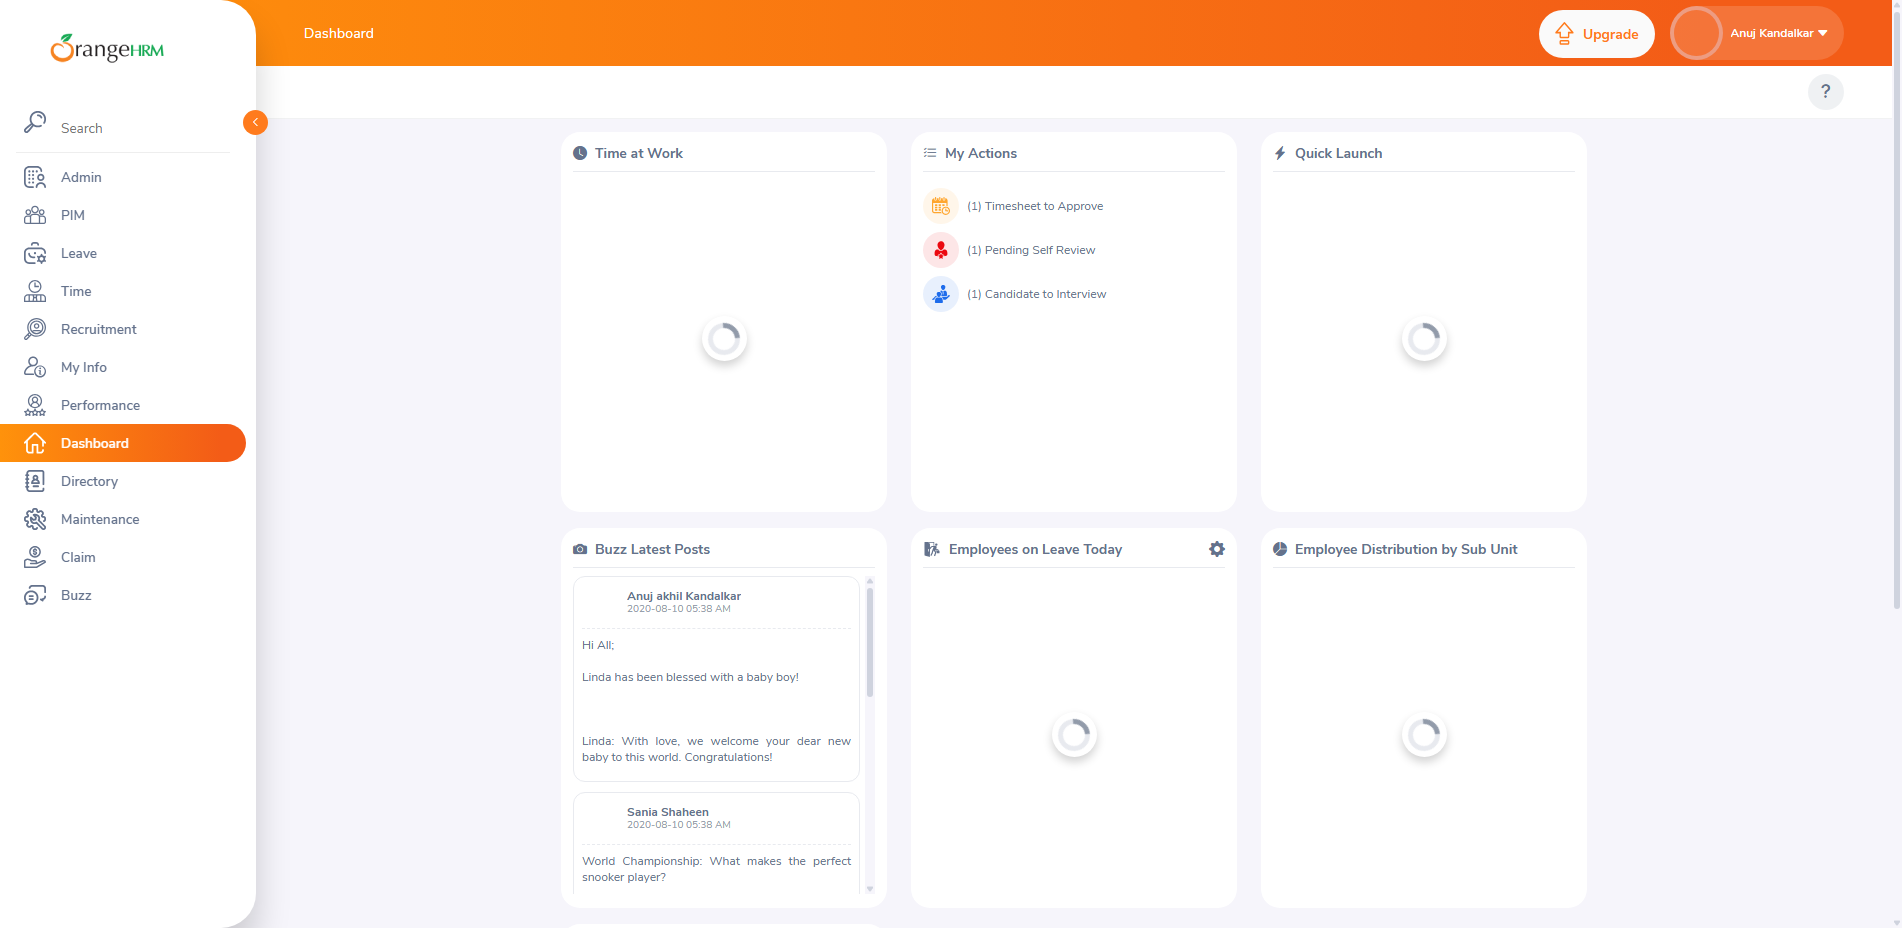 OrangeHRM
Dashboard
Upgrade
Anuj Kandalkar
?
Search
Admin
PIM
Leave
Time
Recruitment
My Info
Performance
Dashboard
Directory
Maintenance
Claim
Buzz
Time at Work
My Actions
(1) Timesheet to Approve
(1) Pending Self Review
(1) Candidate to Interview
Quick Launch
Buzz Latest Posts
Anuj akhil Kandalkar
2020-08-10 05:38 AM
Hi All;
Linda has been blessed with a baby boy!
Linda: With love, we welcome your dear new
baby to this world. Congratulations!
Sania Shaheen
2020-08-10 05:38 AM
World Championship: What makes the perfect
snooker player?
Employees on Leave Today
Employee Distribution by Sub Unit